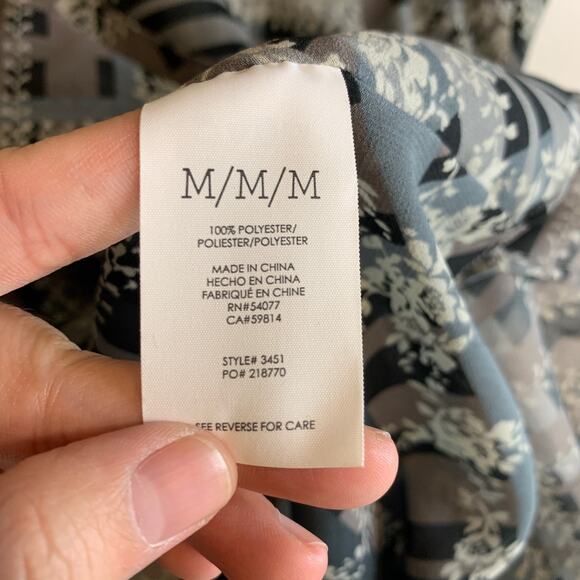 M/M/M
100% POLYESTER/
POLIESTER/POLYESTER
MADE IN CHINA
HECHO EN CHINA
FABRIQUÉ EN CHINE
RN#54077
CA#59814
STYLE# 3451
PO# 218770
SEE REVERSE FOR CARE